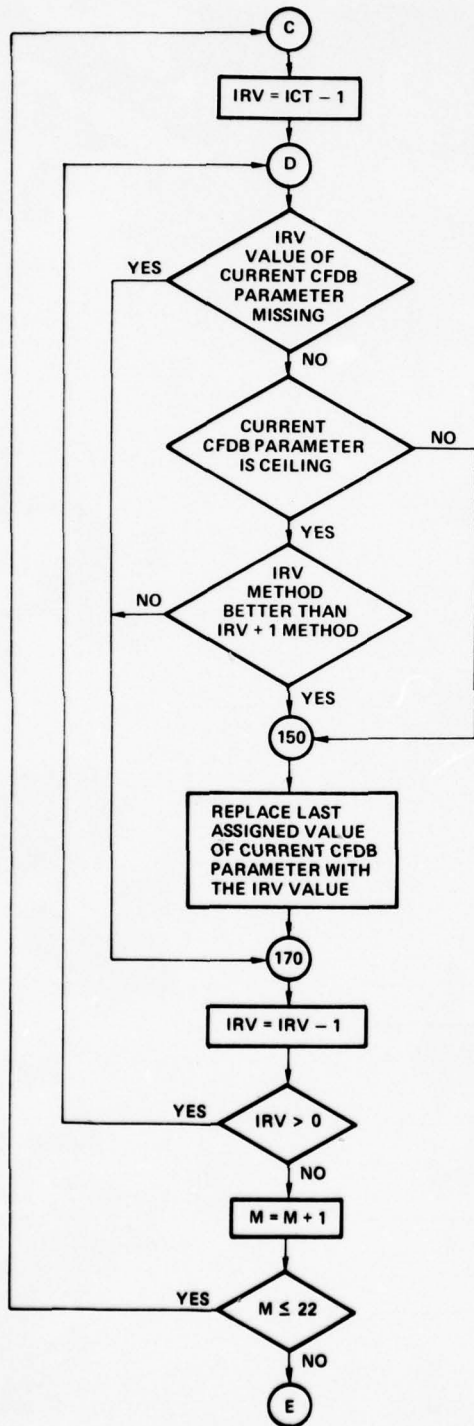 C
IRV = ICT – 1
D
IRV
VALUE OF
CURRENT CFDB
PARAMETER
MISSING
YES
NO
CURRENT
CFDB PARAMETER
IS CEILING
NO
YES
IRV
METHOD
BETTER THAN
IRV + 1 METHOD
NO
YES
150
REPLACE LAST
ASSIGNED VALUE
OF CURRENT CFDB
PARAMETER WITH
THE IRV VALUE
170
IRV = IRV – 1
YES
IRV > 0
NO
M = M + 1
YES
M ≤ 22
NO
E